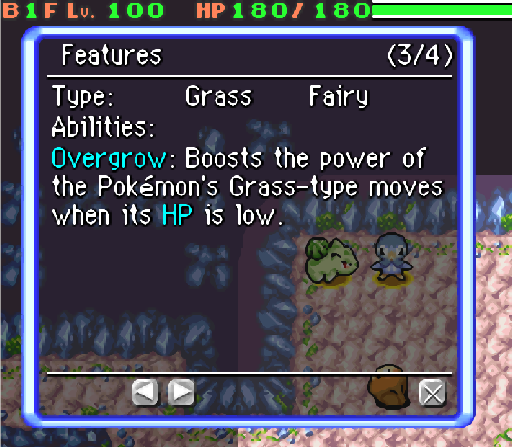 B1F Lv. 100 HP180/ 180
Features (3/4)
Type: Grass Fairy
Abilities:
Overgrow: Boosts the power of
the Pokémon's Grass-type moves
when its HP is low.